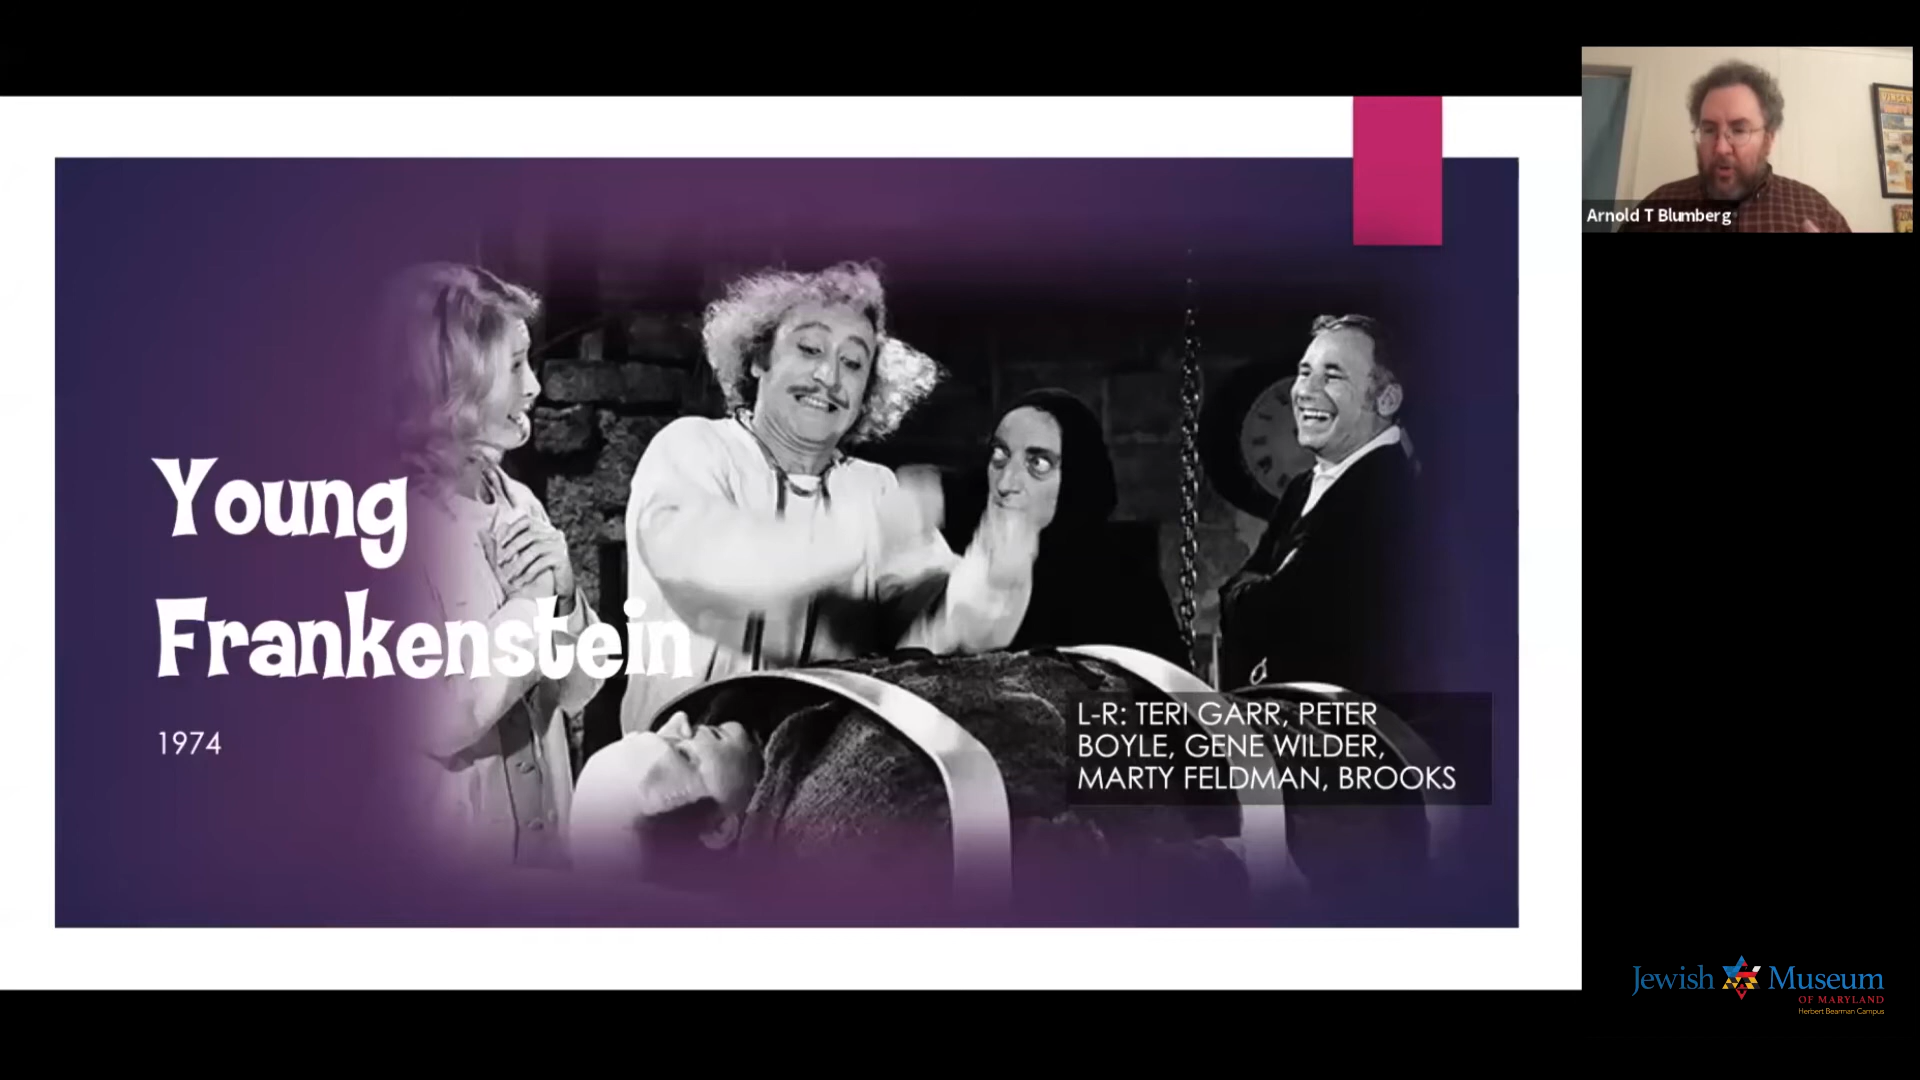 Young
Frankenstein
1974
L-R: TERI GARR, PETER
BOYLE, GENE WILDER,
MARTY FELDMAN, BROOKS
Arnold T Blumberg
Jewish Museum
OF MARYLAND
Herbert Bearman Campus